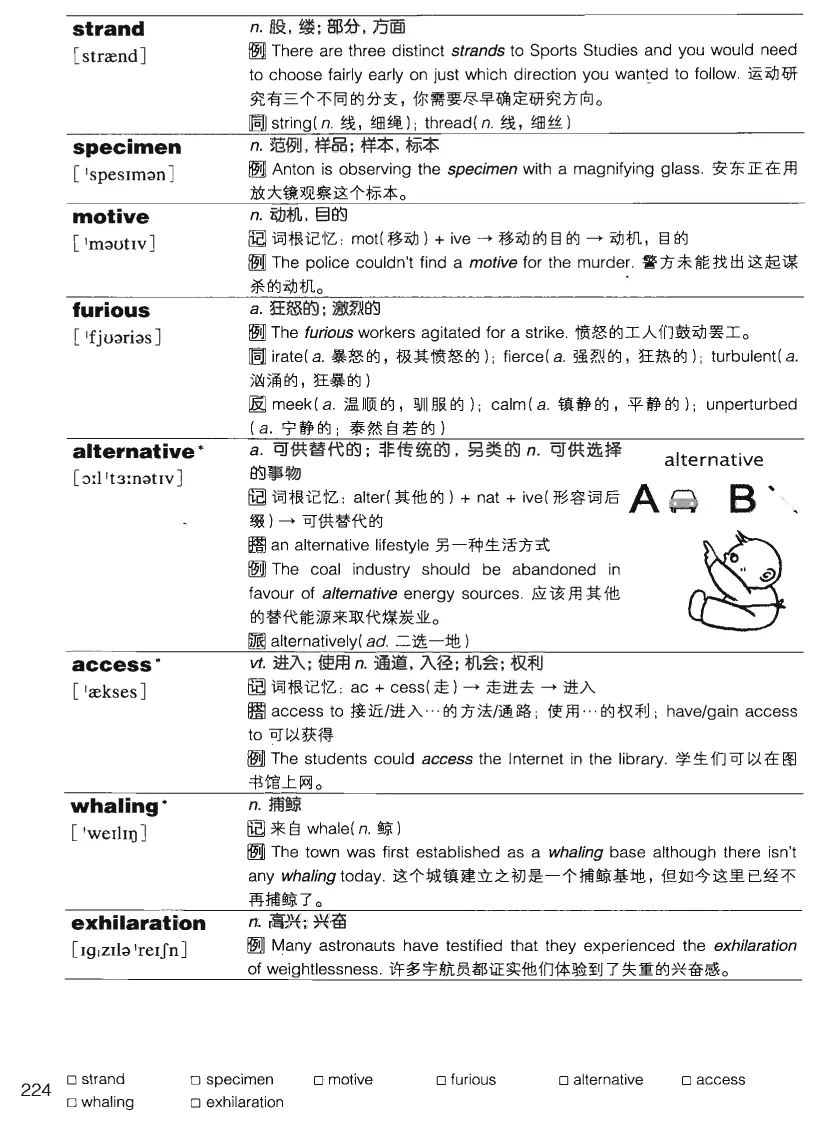 strand
[strænd]
n. 股, 缕; 部分, 方面
例 There are three distinct strands to Sports Studies and you would need
to choose fairly early on just which direction you wanted to follow. 运动研
究有三个不同的分支，你需要尽早确定研究方向。
同 string( n. 线, 细绳 ); thread( n. 线, 细丝 )
specimen
[ˈspesɪmən]
n. 范例, 样品; 样本, 标本
例 Anton is observing the specimen with a magnifying glass. 安东正在用
放大镜观察这个标本。
motive
[ˈməʊtɪv]
n. 动机, 目的
记 词根记忆: mot( 移动 ) + ive → 移动的目的 → 动机, 目的
例 The police couldn't find a motive for the murder. 警方未能找出这起谋
杀的动机。
furious
[ˈfjʊəriəs]
a. 狂怒的; 激烈的
例 The furious workers agitated for a strike. 愤怒的工人们鼓动罢工。
同 irate( a. 暴怒的, 极其愤怒的 ); fierce( a. 强烈的, 狂热的 ); turbulent( a.
汹涌的, 狂暴的 )
反 meek( a. 温顺的, 驯服的 ); calm( a. 镇静的, 平静的 ); unperturbed
( a. 宁静的; 泰然自若的 )
alternative*
[ɔːlˈtɜːnətɪv]
a. 可供替代的; 非传统的, 另类的 n. 可供选择
的事物
记 词根记忆: alter( 其他的 ) + nat + ive( 形容词后
缀 ) → 可供替代的
搭 an alternative lifestyle 另一种生活方式
例 The coal industry should be abandoned in
favour of alternative energy sources. 应该用其他
的替代能源来取代煤炭业。
派 alternatively( ad. 二选一地 )
alternative
A B
access*
[ˈækses]
vt. 进入; 使用 n. 通道, 入径; 机会; 权利
记 词根记忆: ac + cess( 走 ) → 走进去 → 进入
搭 access to 接近/进入…的方法/通路; 使用…的权利; have/gain access
to 可以获得
例 The students could access the Internet in the library. 学生们可以在图
书馆上网。
whaling*
[ˈweɪlɪŋ]
n. 捕鲸
记 来自 whale( n. 鲸 )
例 The town was first established as a whaling base although there isn't
any whaling today. 这个城镇建立之初是一个捕鲸基地, 但如今这里已经不
再捕鲸了。
exhilaration
[ɪɡˌzɪləˈreɪʃn]
n. 高兴; 兴奋
例 Many astronauts have testified that they experienced the exhilaration
of weightlessness. 许多宇航员都证实他们体验到了失重的兴奋感。
224
□ strand □ specimen □ motive □ furious □ alternative □ access
□ whaling □ exhilaration